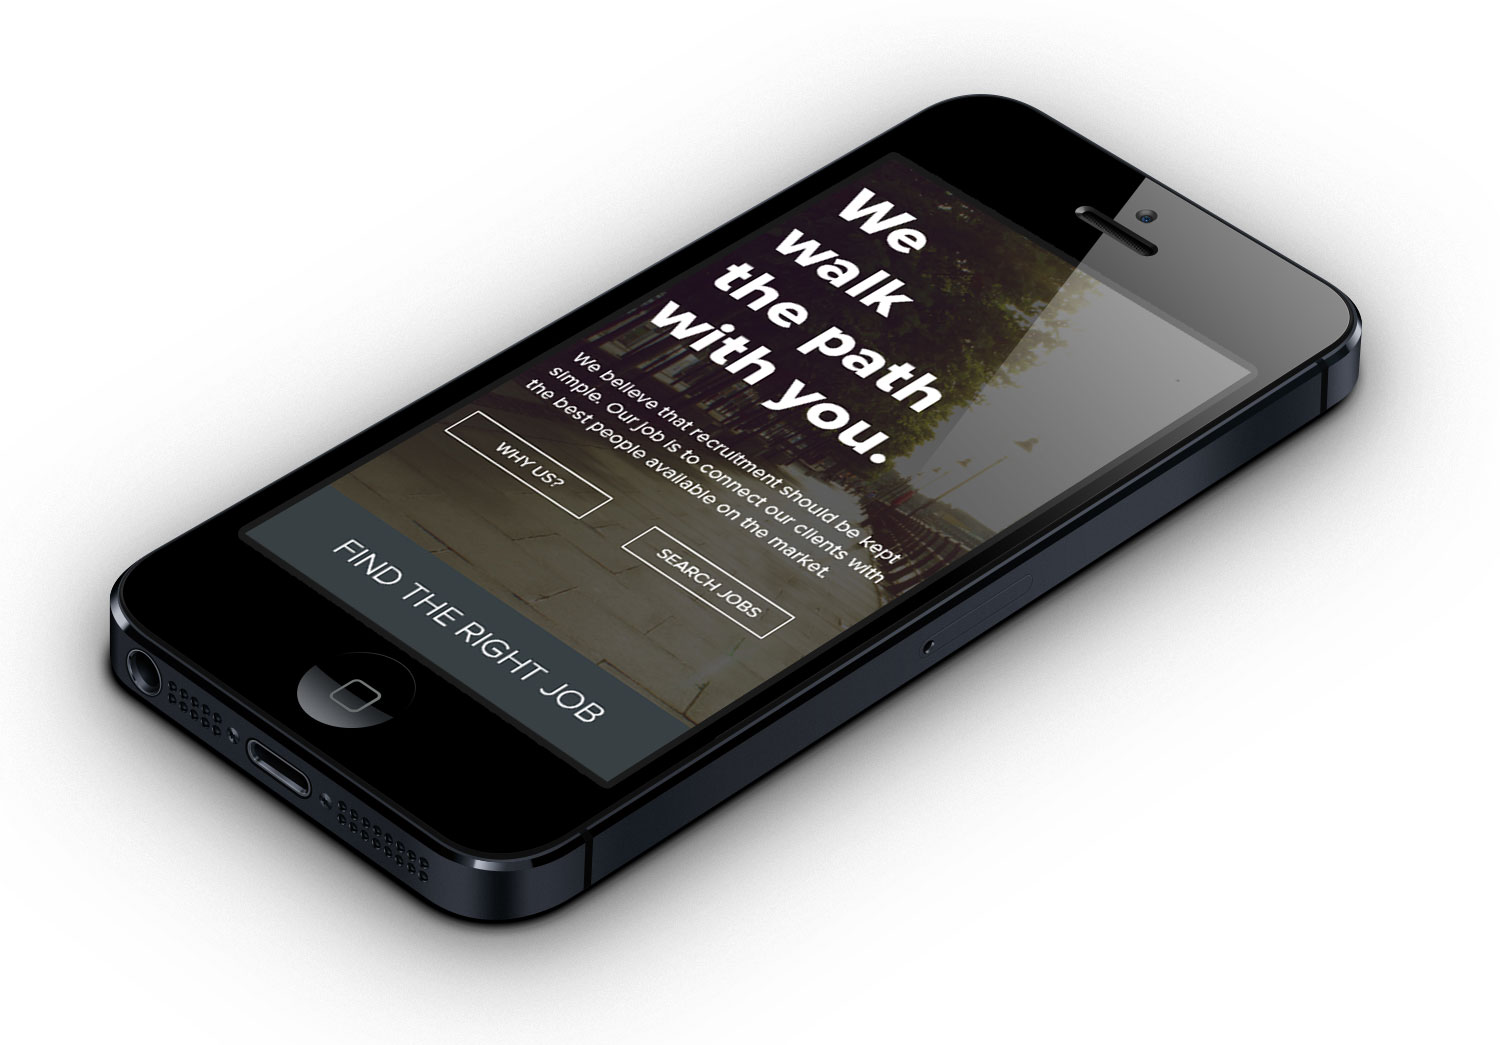 We
walk
the path
with you.
We believe that recruitment should be kept
simple. Our job is to connect our clients with
the best people available on the market.
WHY US?
SEARCH JOBS
FIND THE RIGHT JOB